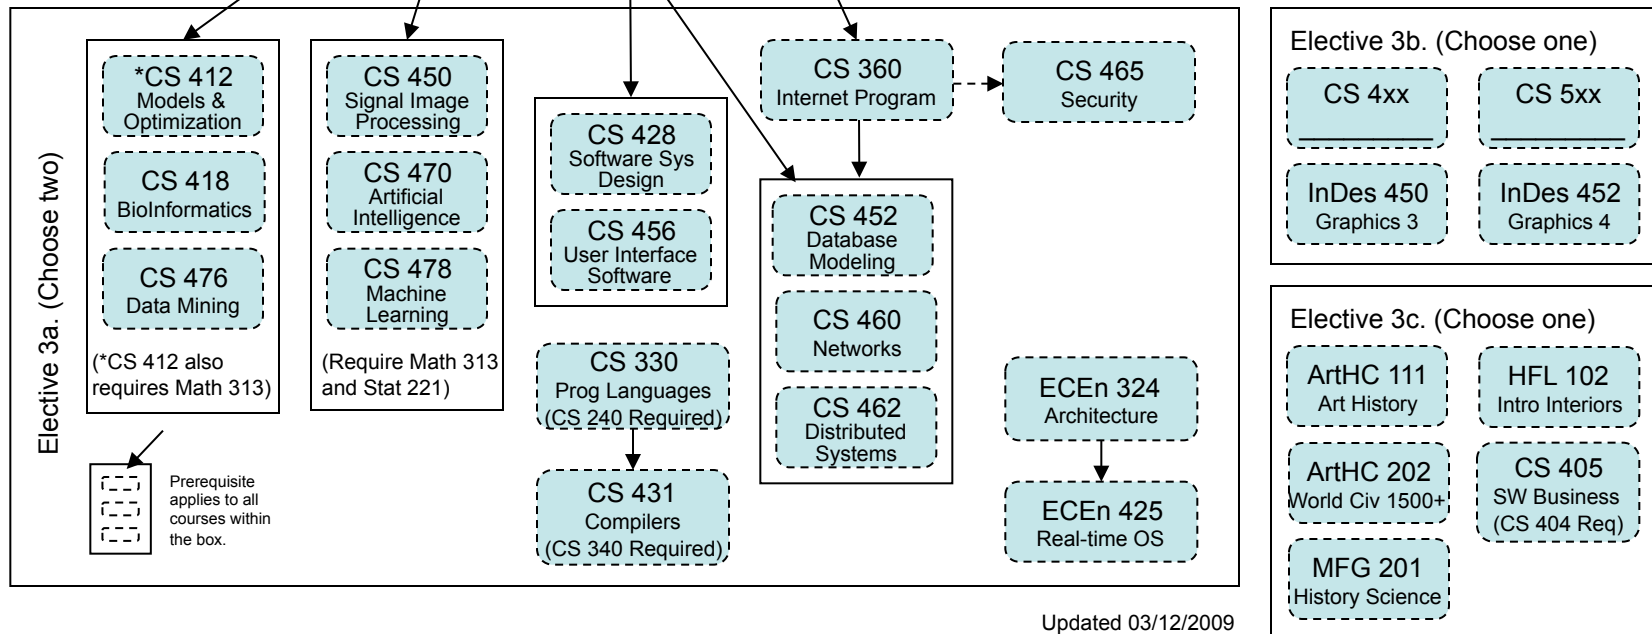 Elective 3a. (Choose two)
*CS 412
Models &
Optimization
CS 418
BioInformatics
CS 476
Data Mining
(*CS 412 also
requires Math 313)
CS 450
Signal Image
Processing
CS 470
Artificial
Intelligence
CS 478
Machine
Learning
(Require Math 313
and Stat 221)
CS 428
Software Sys
Design
CS 456
User Interface
Software
CS 330
Prog Languages
(CS 240 Required)
CS 431
Compilers
(CS 340 Required)
CS 360
Internet Program
CS 465
Security
CS 452
Database
Modeling
CS 460
Networks
CS 462
Distributed
Systems
ECEn 324
Architecture
ECEn 425
Real-time OS
Prerequisite
applies to all
courses within
the box.
Elective 3b. (Choose one)
CS 4xx
CS 5xx
InDes 450
Graphics 3
InDes 452
Graphics 4
Elective 3c. (Choose one)
ArtHC 111
Art History
HFL 102
Intro Interiors
ArtHC 202
World Civ 1500+
CS 405
SW Business
(CS 404 Req)
MFG 201
History Science
Updated 03/12/2009